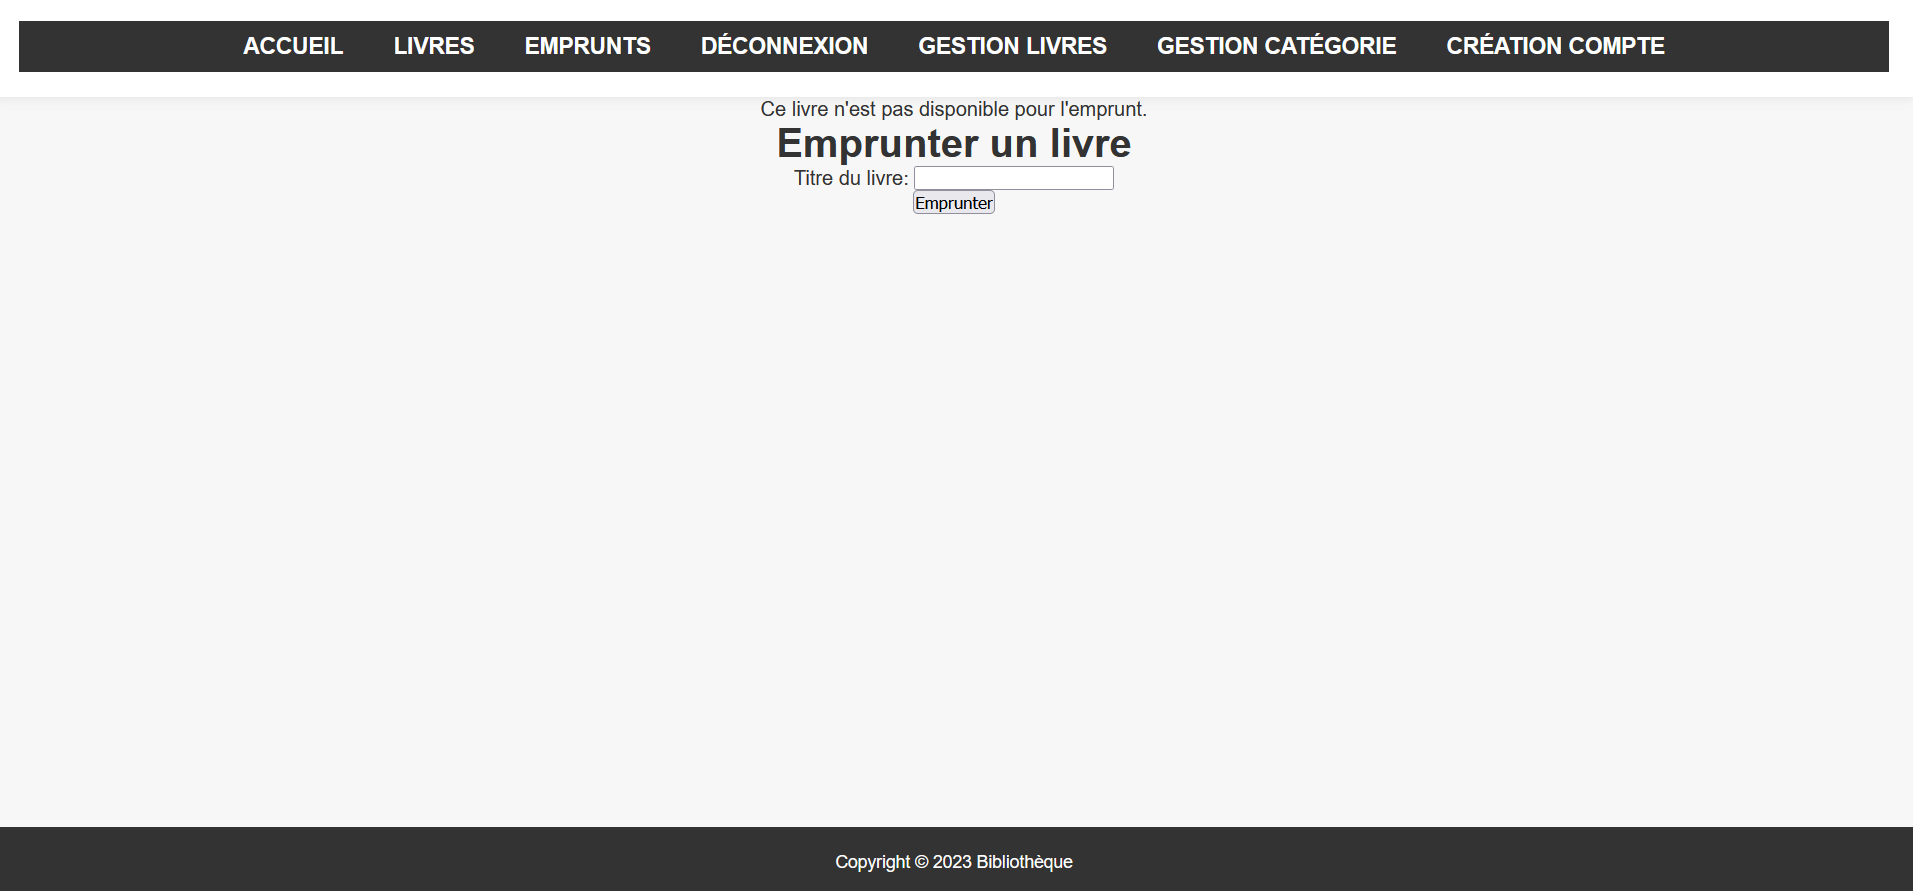 ACCUEIL LIVRES EMPRUNTS DÉCONNEXION GESTION LIVRES GESTION CATÉGORIE CRÉATION COMPTE
Ce livre n'est pas disponible pour l'emprunt.
Emprunter un livre
Titre du livre:
Emprunter
Copyright © 2023 Bibliothèque